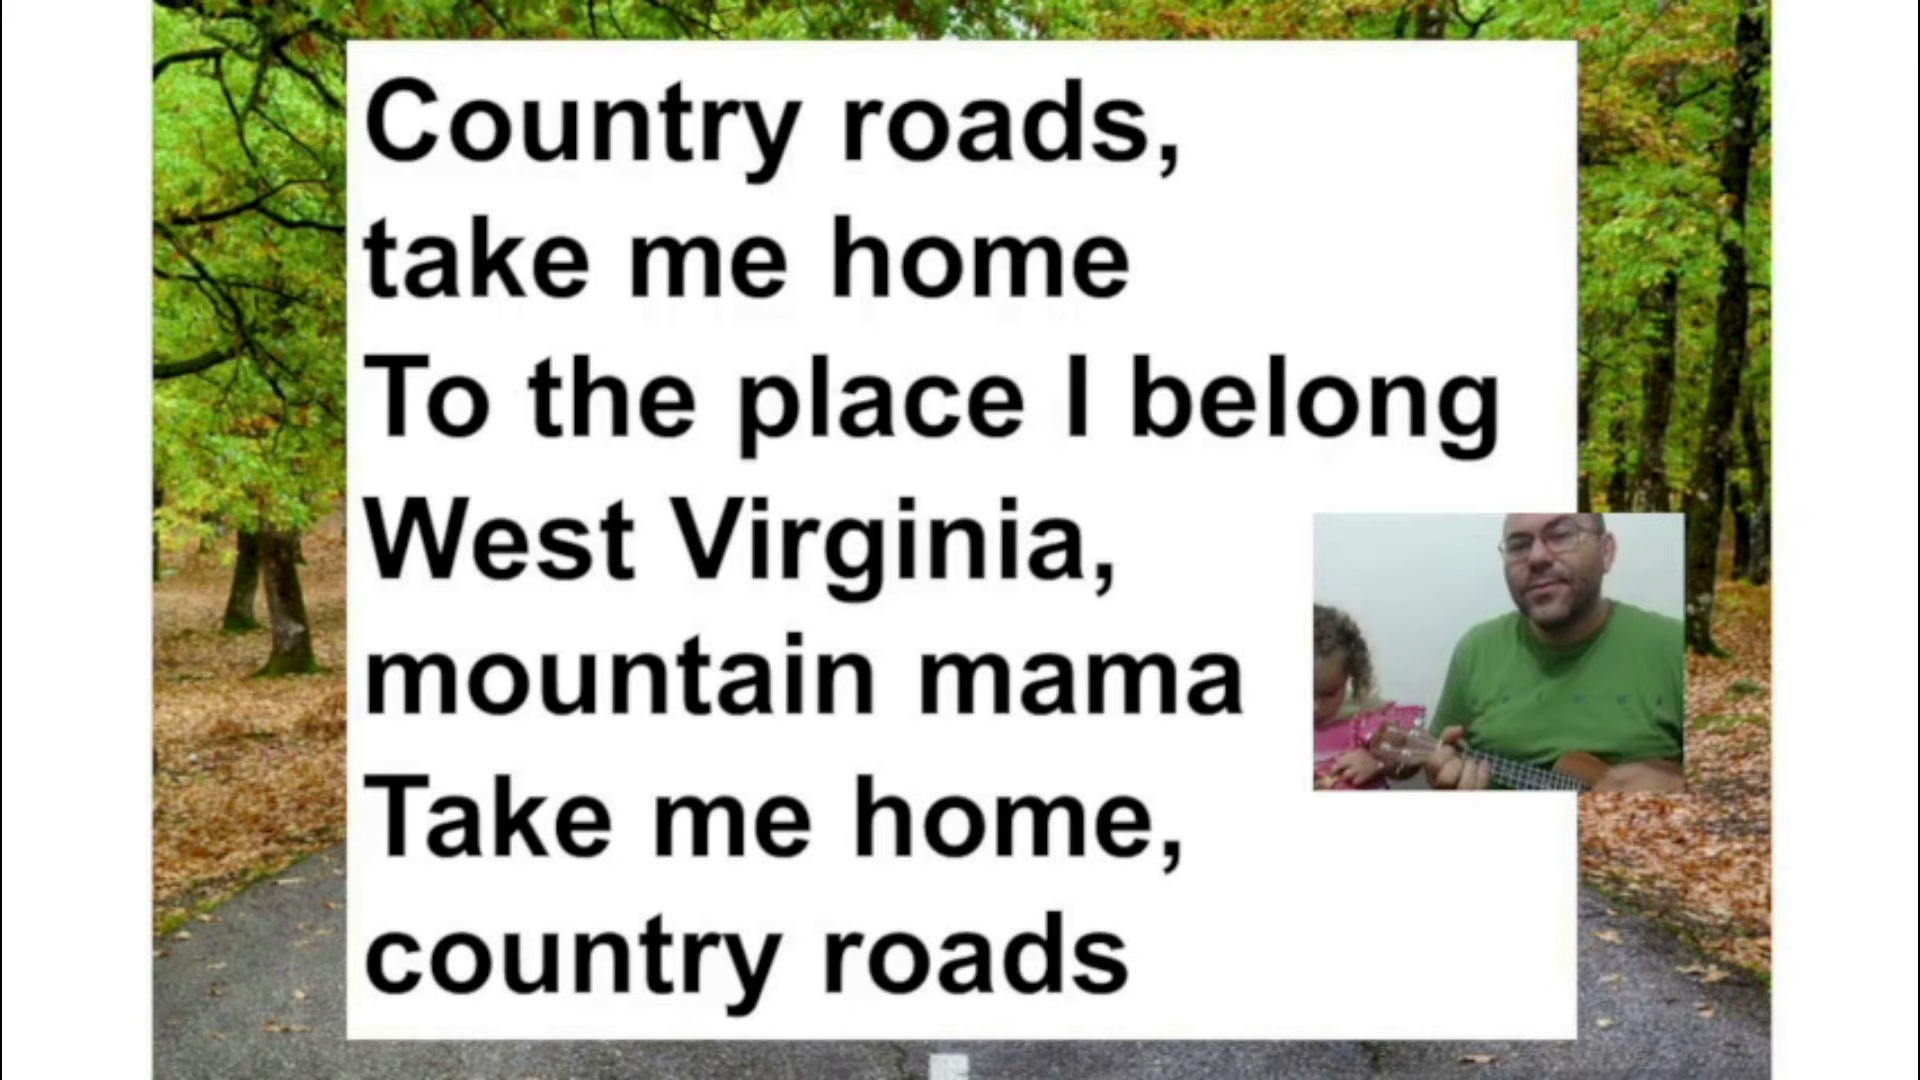 Country roads,
take me home
To the place I belong
West Virginia,
mountain mama
Take me home,
country roads